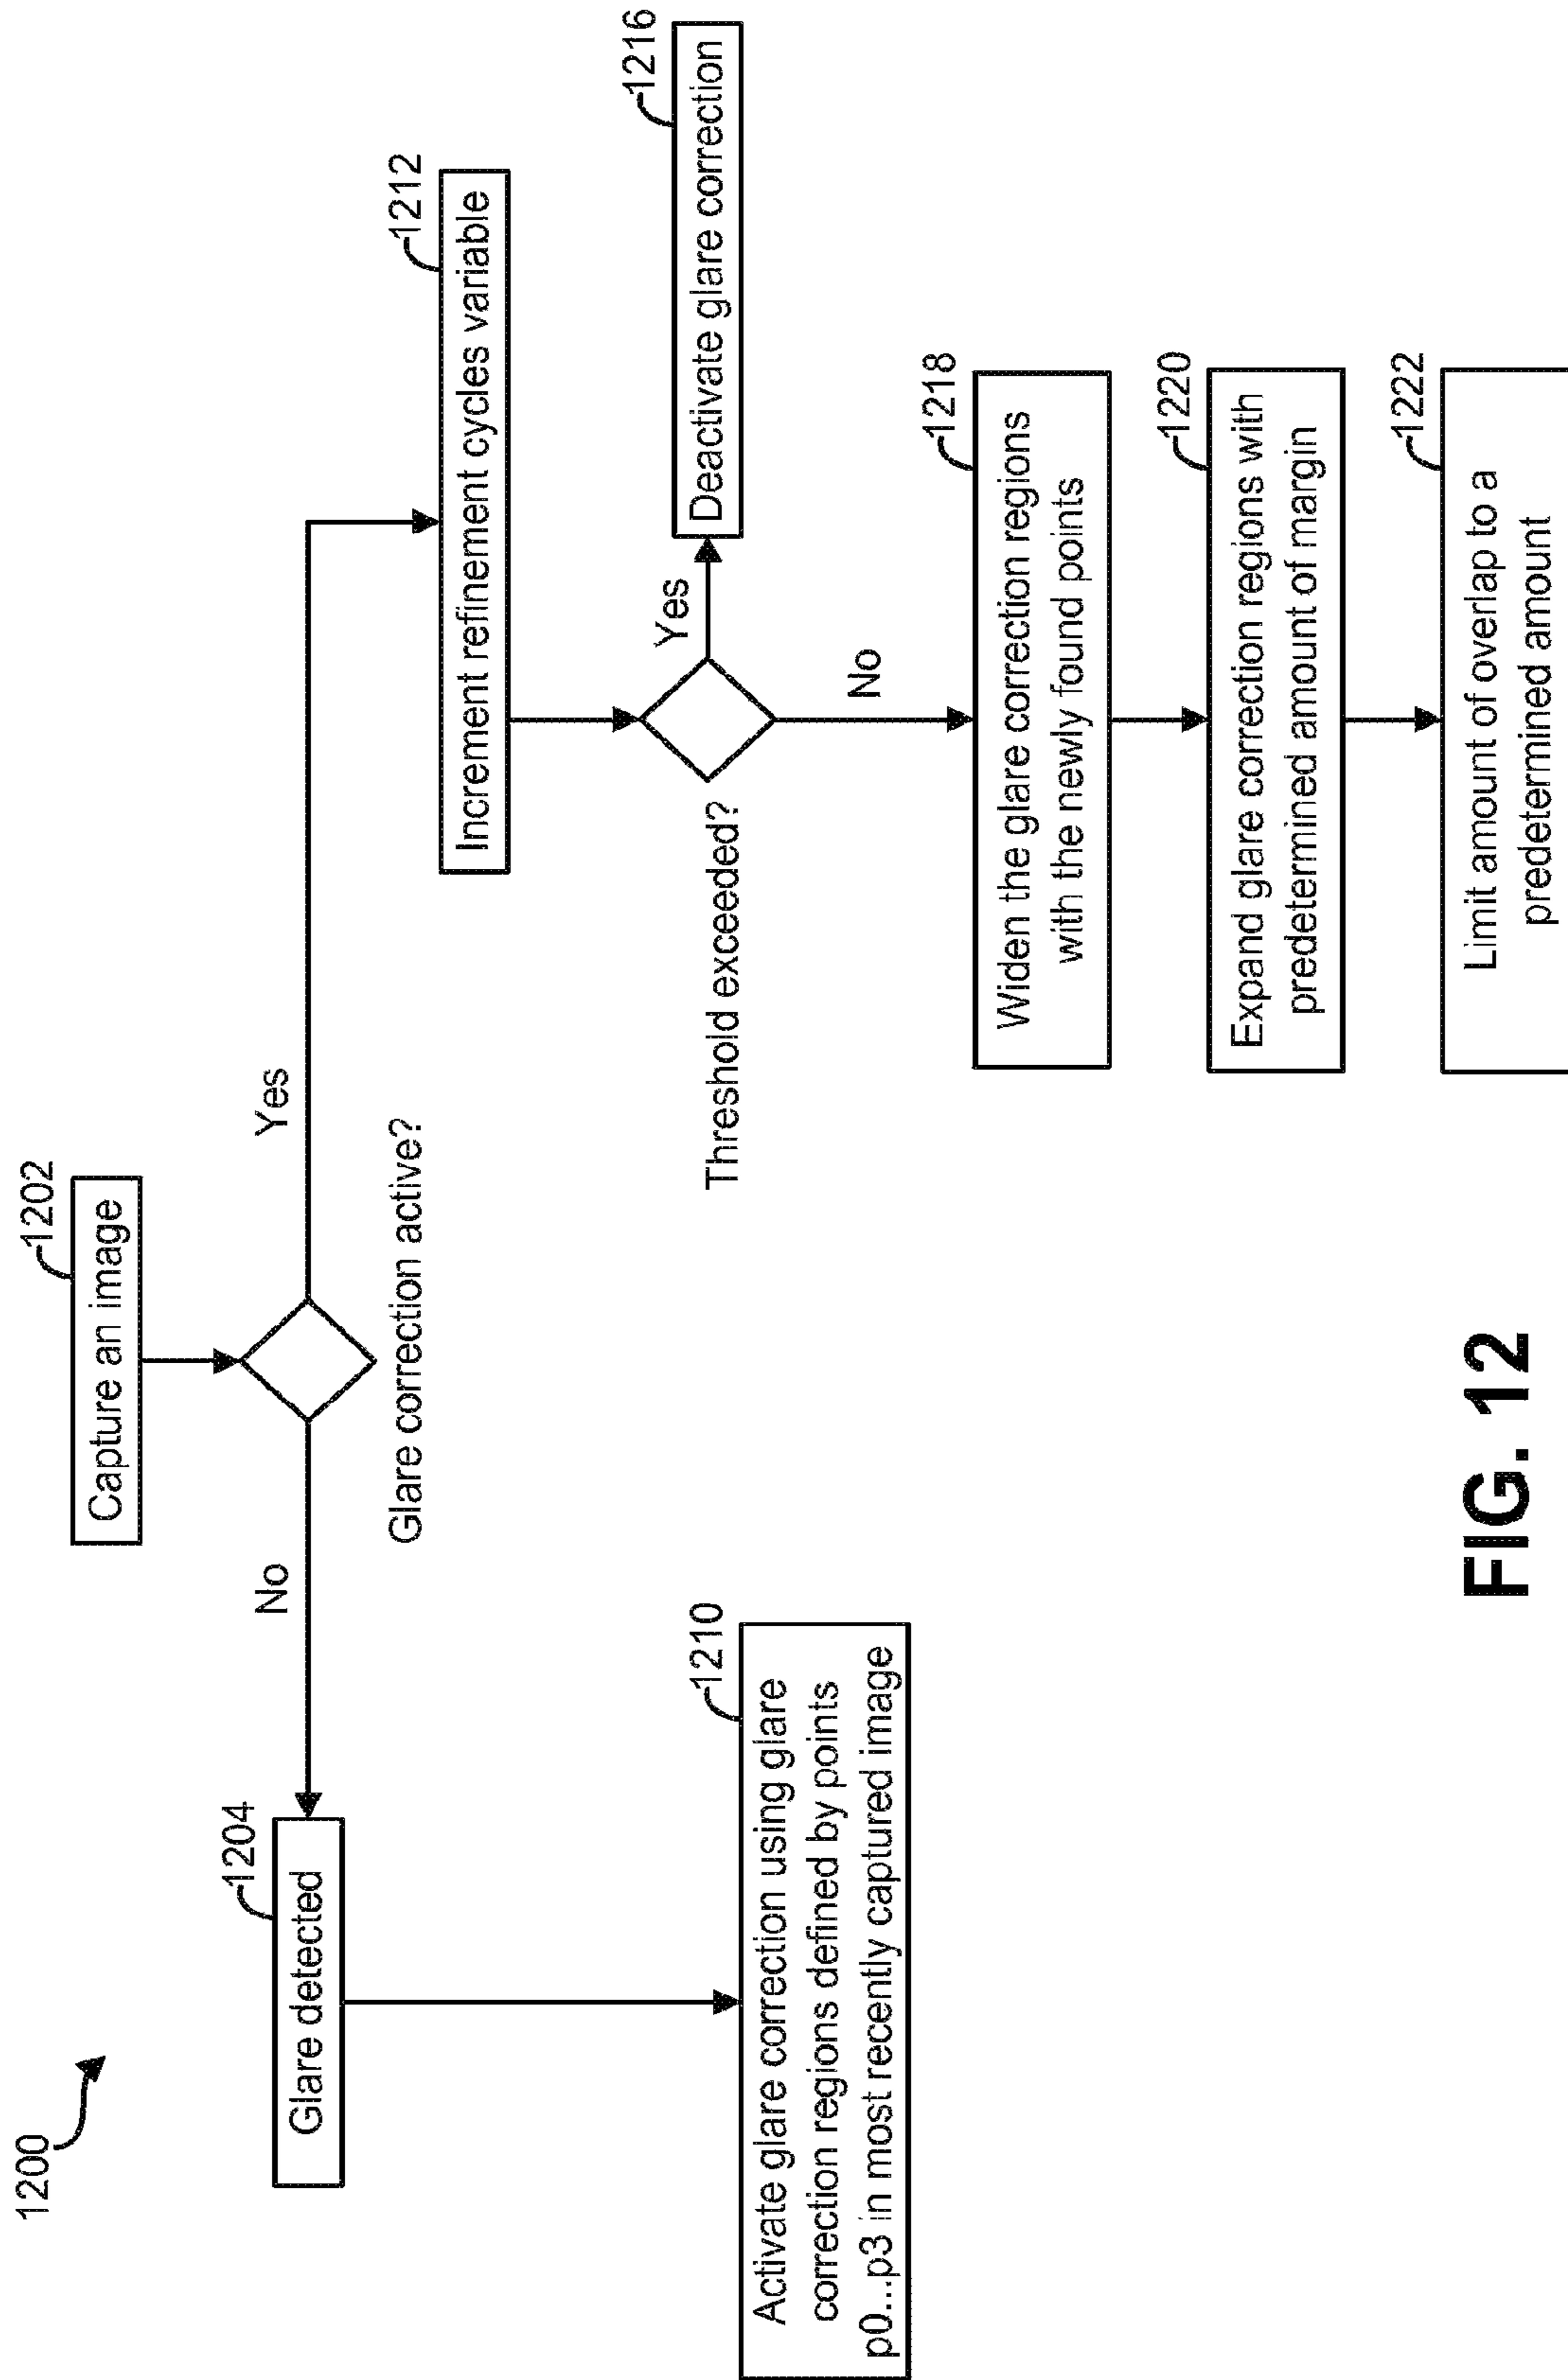 1200
1202
Capture an image
No
Yes
Glare correction active?
1204
Glare detected
1210
Activate glare correction using glare
correction regions defined by points
p0...p3 in most recently captured image
1212
Increment refinement cycles variable
Threshold exceeded?
Yes
1216
Deactivate glare correction
No
1218
Widen the glare correction regions
with the newly found points
1220
Expand glare correction regions with
predetermined amount of margin
1222
Limit amount of overlap to a
predetermined amount
FIG. 12